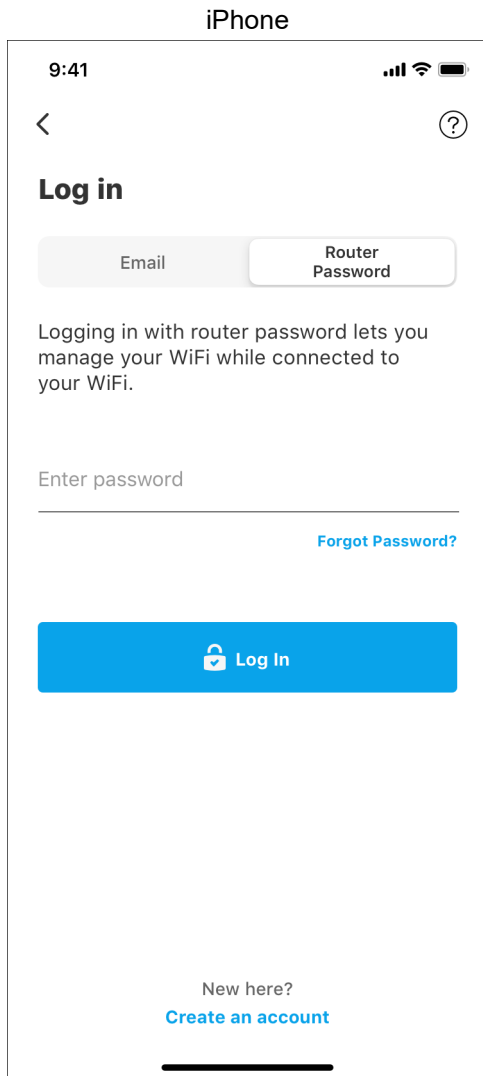 iPhone
9:41
?
Log in
Email
Router
Password
Logging in with router password lets you
manage your WiFi while connected to
your WiFi.
Enter password
Forgot Password?
Log In
New here?
Create an account